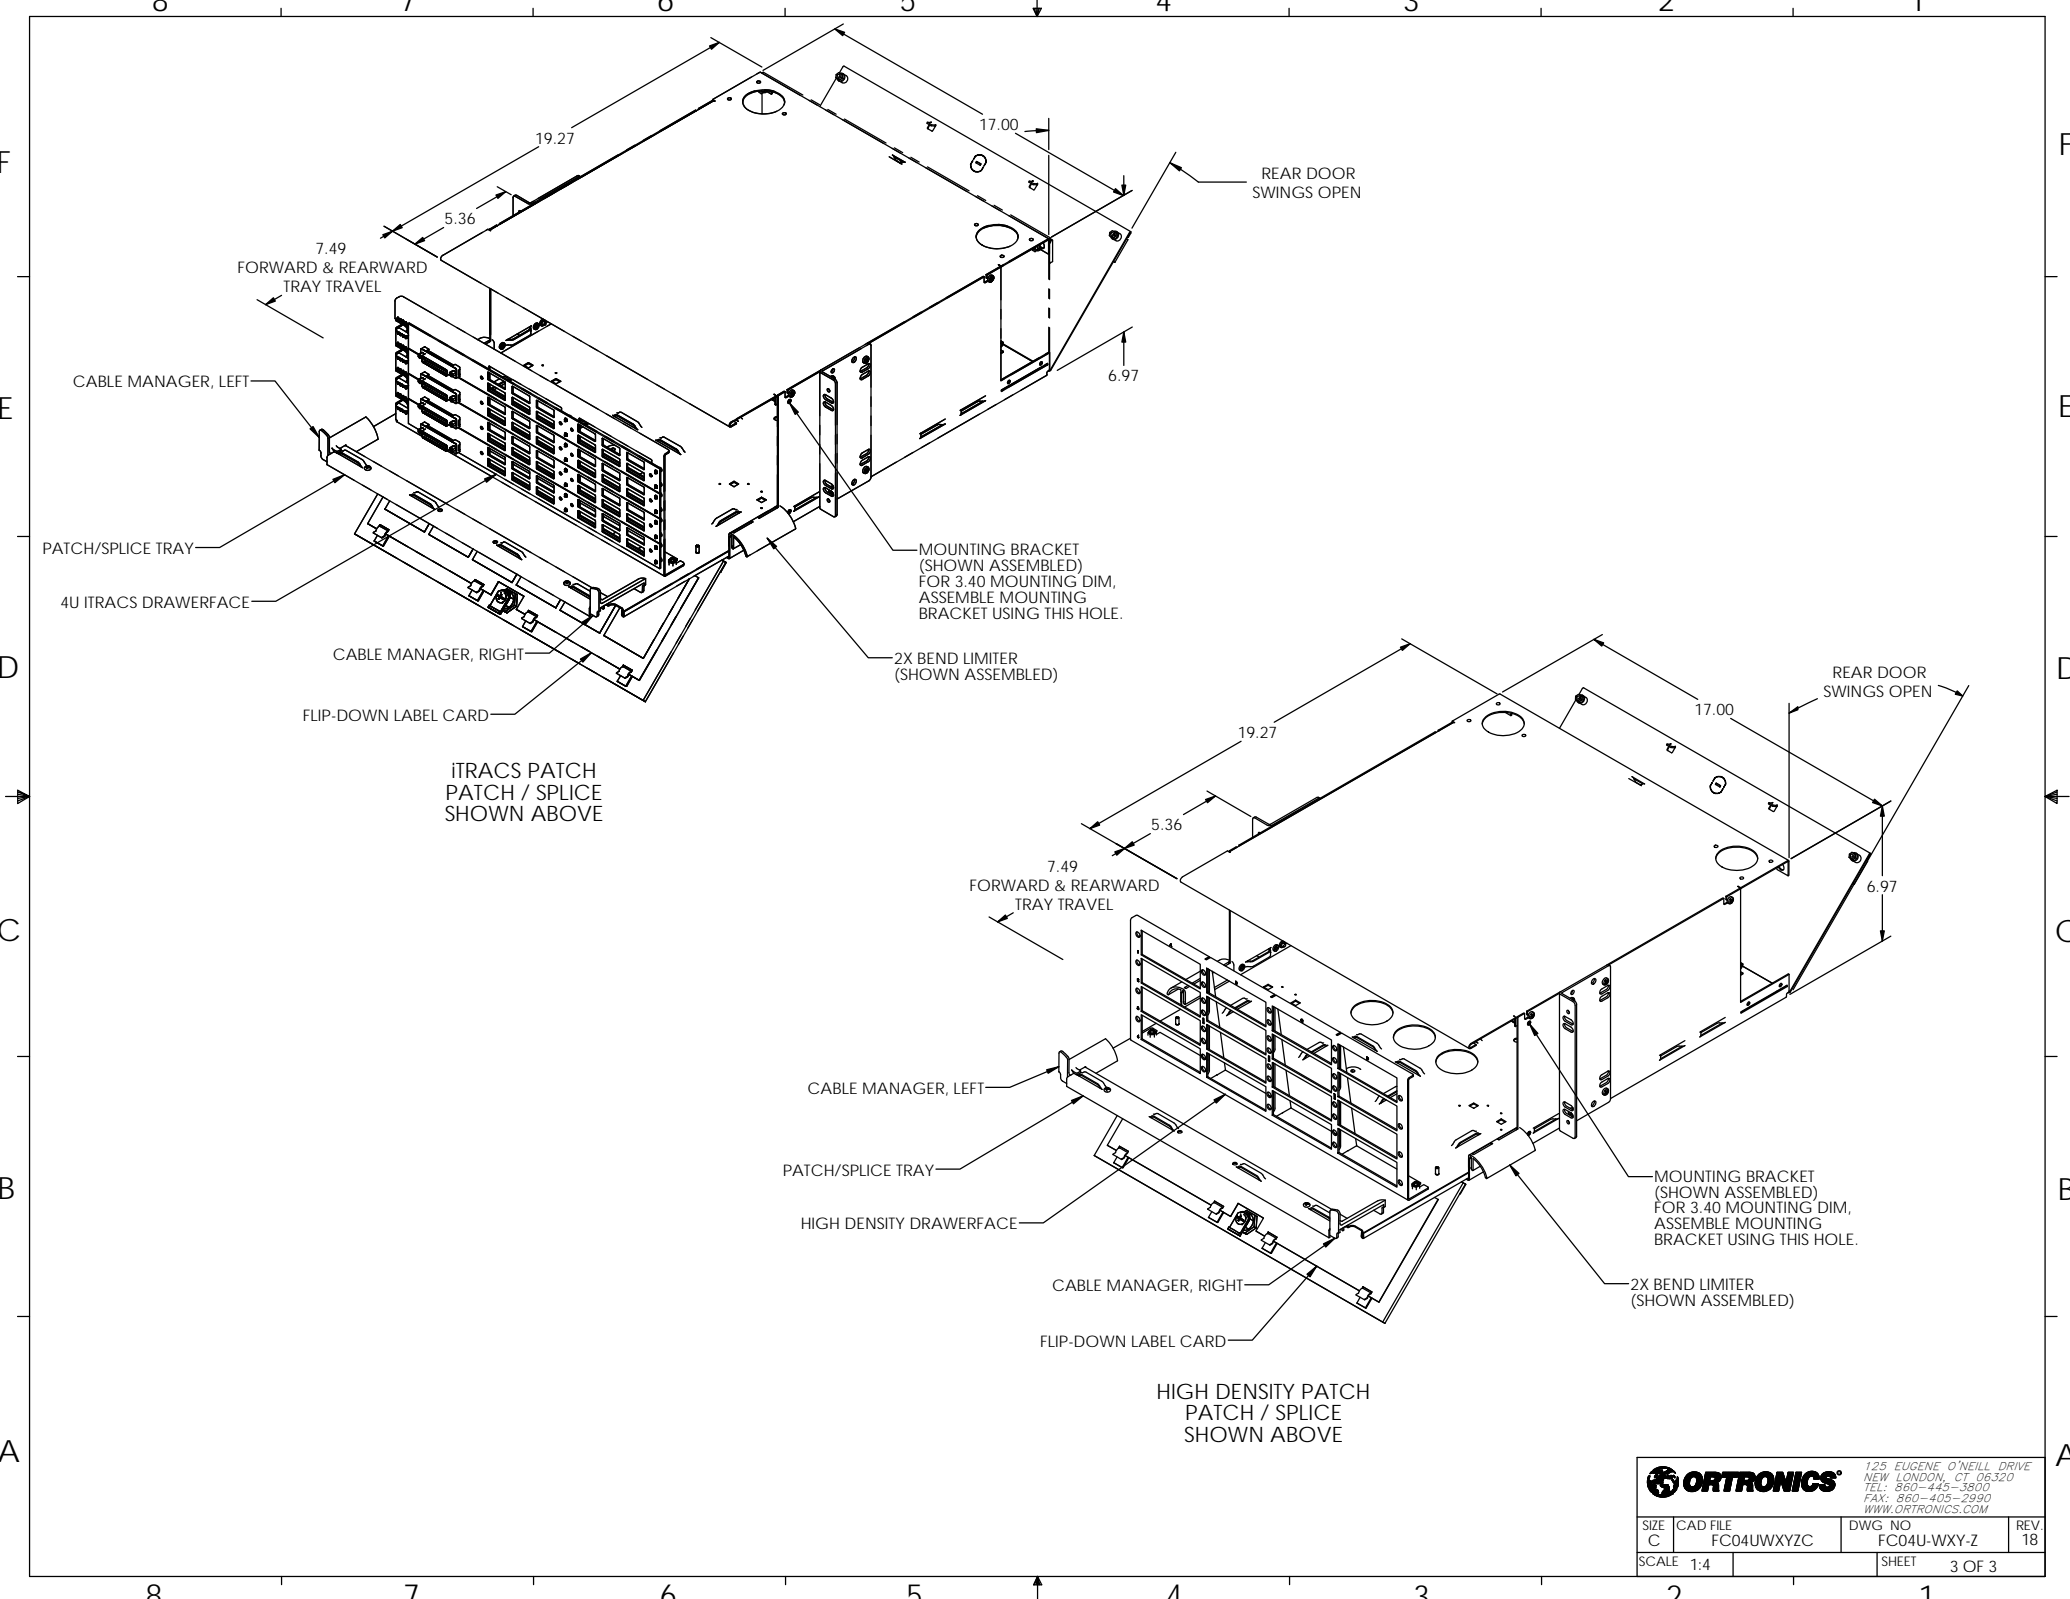 8 7 6 5 4 3 2 1
F
E
D
C
B
A
F
E
D
C
B
A
19.27
17.00
5.36
7.49
FORWARD & REARWARD
TRAY TRAVEL
REAR DOOR
SWINGS OPEN
6.97
CABLE MANAGER, LEFT
PATCH/SPLICE TRAY
4U ITRACS DRAWERFACE
CABLE MANAGER, RIGHT
FLIP-DOWN LABEL CARD
MOUNTING BRACKET
(SHOWN ASSEMBLED)
FOR 3.40 MOUNTING DIM,
ASSEMBLE MOUNTING
BRACKET USING THIS HOLE.
2X BEND LIMITER
(SHOWN ASSEMBLED)
iTRACS PATCH
PATCH / SPLICE
SHOWN ABOVE
19.27
17.00
REAR DOOR
SWINGS OPEN
5.36
7.49
FORWARD & REARWARD
TRAY TRAVEL
6.97
CABLE MANAGER, LEFT
PATCH/SPLICE TRAY
HIGH DENSITY DRAWERFACE
CABLE MANAGER, RIGHT
FLIP-DOWN LABEL CARD
MOUNTING BRACKET
(SHOWN ASSEMBLED)
FOR 3.40 MOUNTING DIM,
ASSEMBLE MOUNTING
BRACKET USING THIS HOLE.
2X BEND LIMITER
(SHOWN ASSEMBLED)
HIGH DENSITY PATCH
PATCH / SPLICE
SHOWN ABOVE
ORTRONICS
125 EUGENE O'NEILL DRIVE
NEW LONDON, CT 06320
TEL: 860-445-3800
FAX: 860-405-2990
WWW.ORTRONICS.COM
SIZE CAD FILE DWG NO REV.
C FC04UWXYZC FC04U-WXY-Z 18
SCALE 1:4 SHEET 3 OF 3
8 7 6 5 4 3 2 1